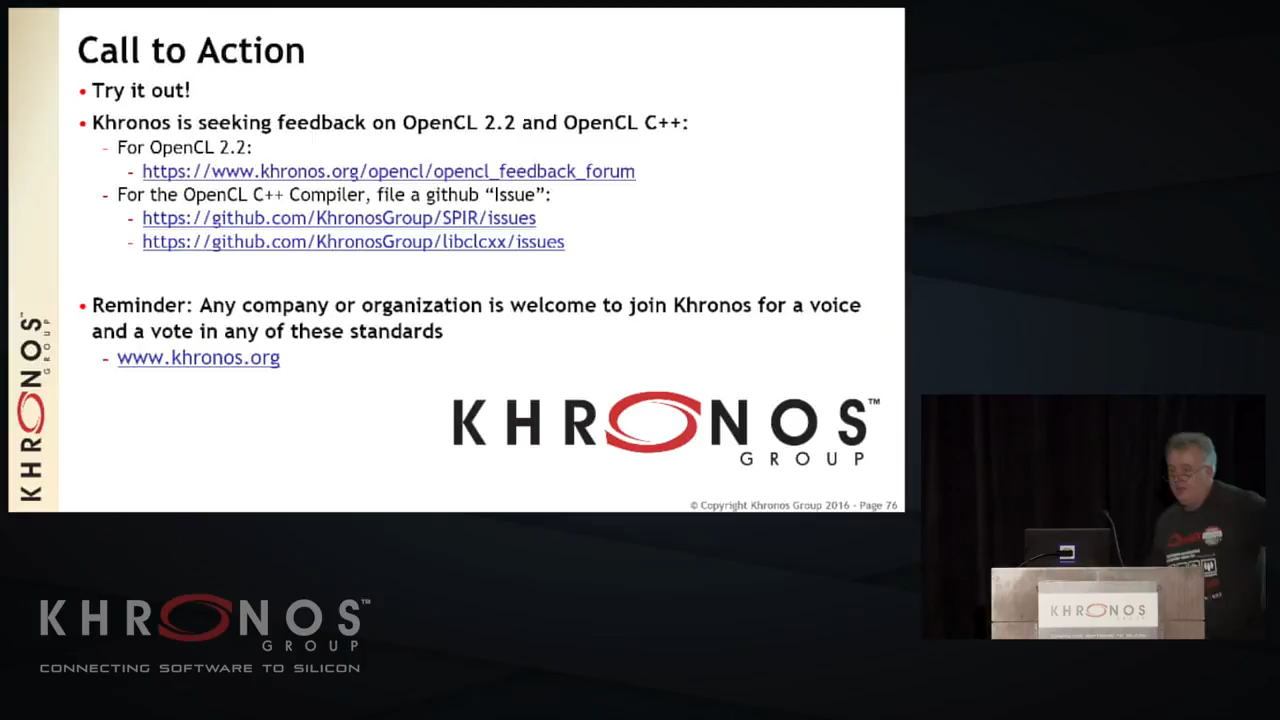 Call to Action
• Try it out!
• Khronos is seeking feedback on OpenCL 2.2 and OpenCL C++:
- For OpenCL 2.2:
- https://www.khronos.org/opencl/opencl_feedback_forum
- For the OpenCL C++ Compiler, file a github “Issue”:
- https://github.com/KhronosGroup/SPIR/issues
- https://github.com/KhronosGroup/libclcxx/issues
• Reminder: Any company or organization is welcome to join Khronos for a voice
and a vote in any of these standards
- www.khronos.org
KHRONOS™
GROUP
KHRONOS™
GROUP
© Copyright Khronos Group 2016 - Page 76
KHRONOS™
GROUP
CONNECTING SOFTWARE TO SILICON
KHRONOS